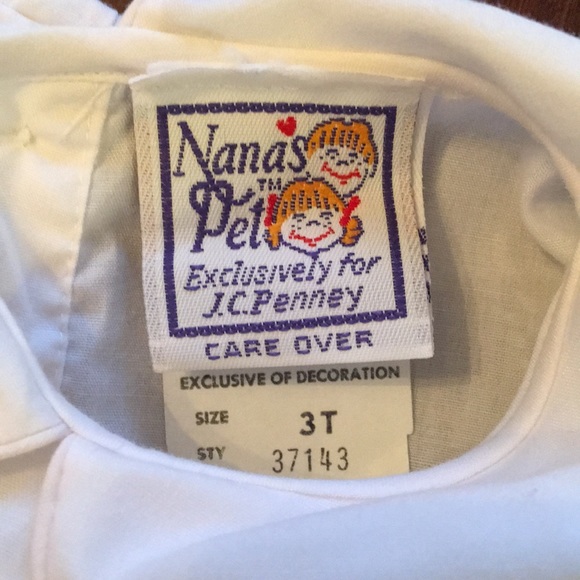 Nana's
™
Pet
Exclusively for
J.C.Penney
CARE OVER
EXCLUSIVE OF DECORATION
SIZE 3T
STY 37143